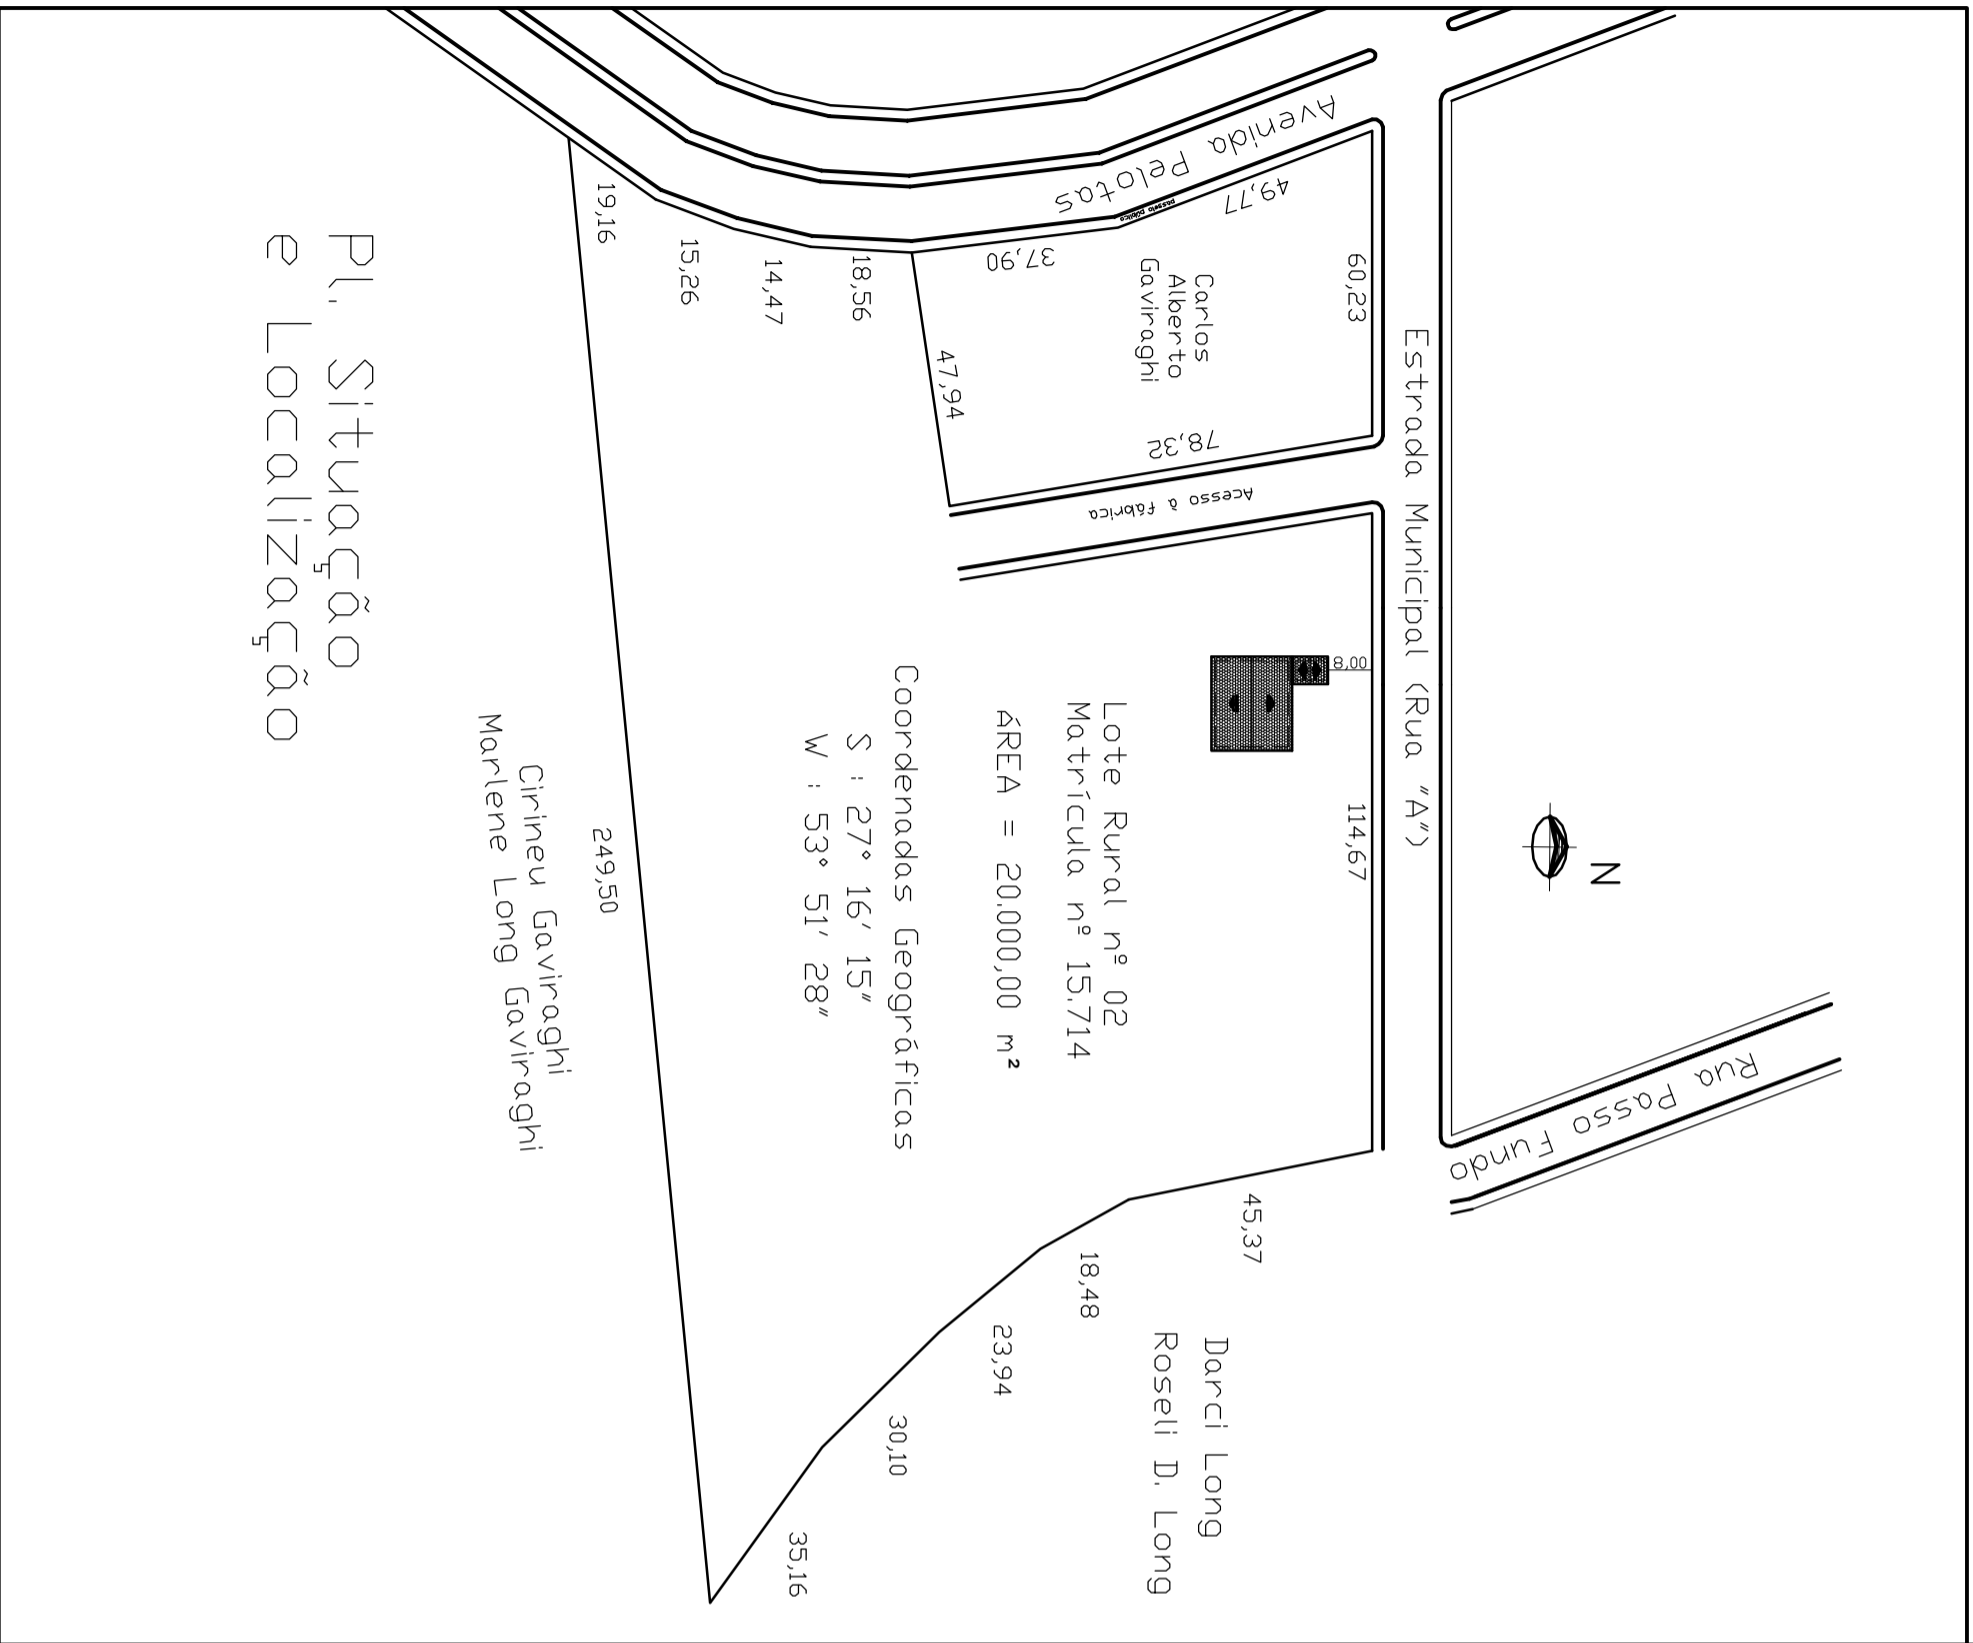 N
Rua Passo Fundo
Estrada Municipal (Rua "A")
Avenida Pelotas
passeio público
49,77
60,23
37,90
Carlos
Alberto
Gaviraghi
78,32
47,94
Acesso à fábrica
8,00
114,67
Lote Rural nº 02
Matrícula nº 15.714
ÁREA = 20.000,00 m²
Coordenadas Geográficas
S : 27° 16' 15"
W : 53° 51' 28"
45,37
18,48
23,94
30,10
35,16
Darci Long
Roseli D. Long
18,56
14,47
15,26
19,16
249,50
Cirineu Gaviraghi
Marlene Long Gaviraghi
Pl. Situação
e Localização